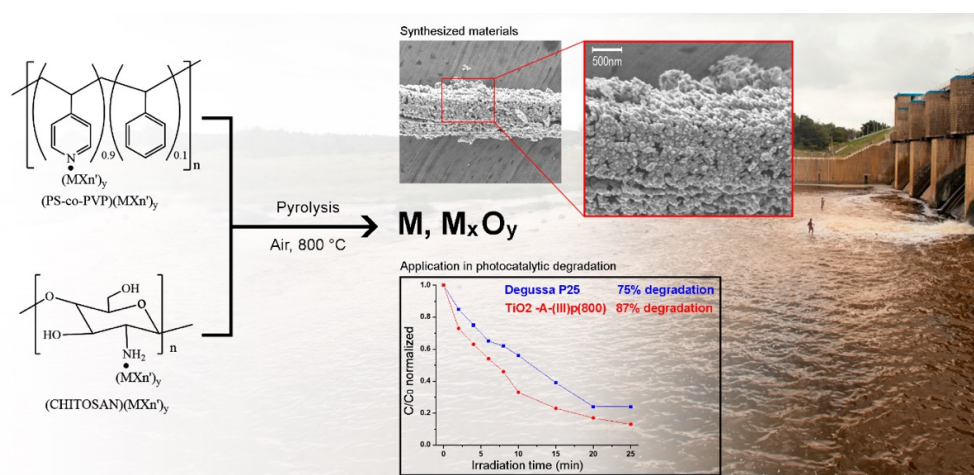 Synthesized materials
500nm
N
0.9
0.1
n
(MXn')y
(PS-co-PVP)(MXn')y
Pyrolysis
Air, 800 °C
M, MxOy
OH
O
O
HO
NH2
n
(MXn')y
(CHITOSAN)(MXn')y
Application in photocatalytic degradation
Degussa P25 75% degradation
TiO2 -A-(III)p(800) 87% degradation
C/C0 normalized
1.0
0.8
0.6
0.4
0.2
0.0
0 5 10 15 20 25
Irradiation time (min)